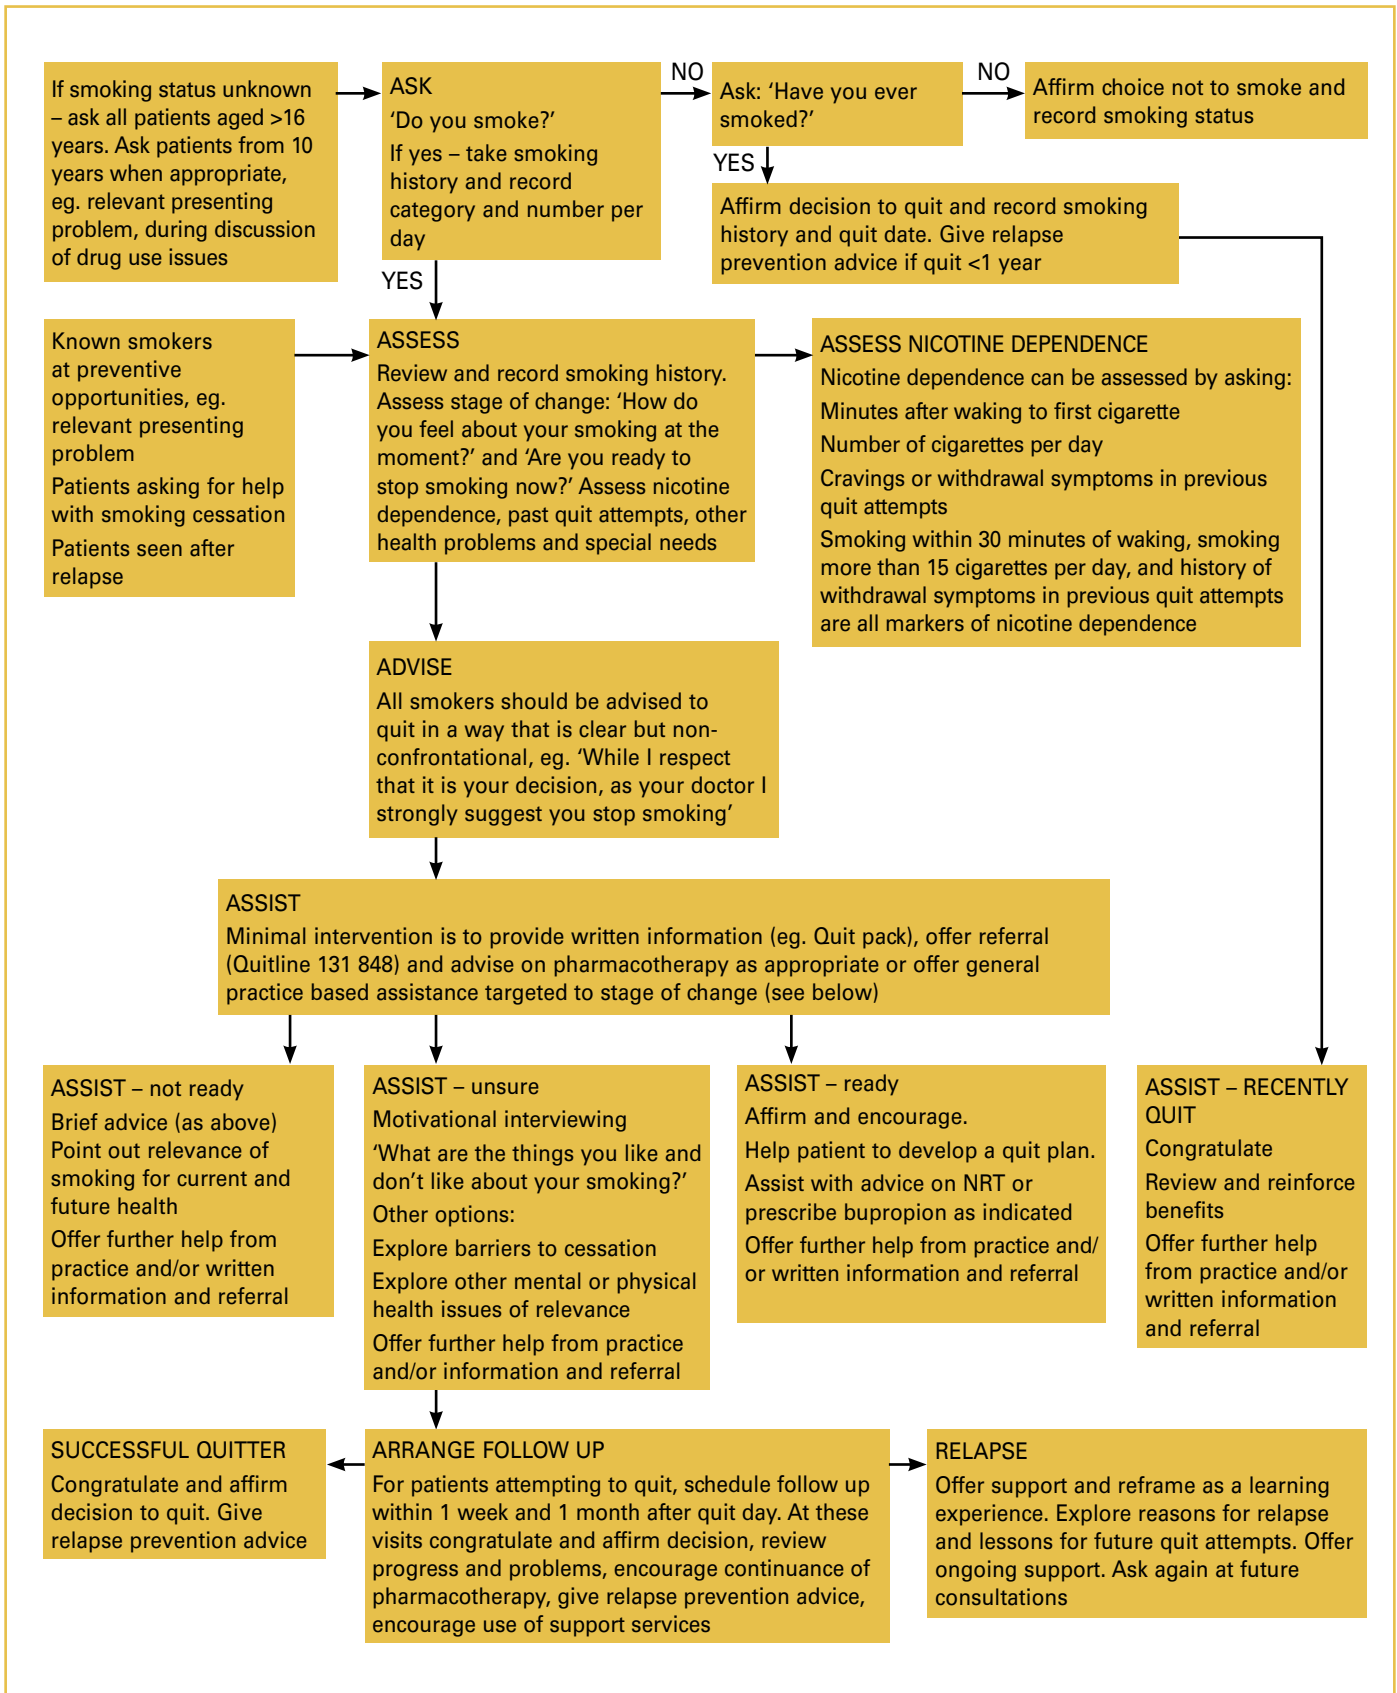 If smoking status unknown
– ask all patients aged >16
years. Ask patients from 10
years when appropriate,
eg. relevant presenting
problem, during discussion
of drug use issues
ASK
‘Do you smoke?’
If yes – take smoking
history and record
category and number per
day
NO
Ask: ‘Have you ever
smoked?’
NO
Affirm choice not to smoke and
record smoking status
YES
Affirm decision to quit and record smoking
history and quit date. Give relapse
prevention advice if quit <1 year
YES
Known smokers
at preventive
opportunities, eg.
relevant presenting
problem
Patients asking for help
with smoking cessation
Patients seen after
relapse
ASSESS
Review and record smoking history.
Assess stage of change: ‘How do
you feel about your smoking at the
moment?’ and ‘Are you ready to
stop smoking now?’ Assess nicotine
dependence, past quit attempts, other
health problems and special needs
ASSESS NICOTINE DEPENDENCE
Nicotine dependence can be assessed by asking:
Minutes after waking to first cigarette
Number of cigarettes per day
Cravings or withdrawal symptoms in previous
quit attempts
Smoking within 30 minutes of waking, smoking
more than 15 cigarettes per day, and history of
withdrawal symptoms in previous quit attempts
are all markers of nicotine dependence
ADVISE
All smokers should be advised to
quit in a way that is clear but non-
confrontational, eg. ‘While I respect
that it is your decision, as your doctor I
strongly suggest you stop smoking’
ASSIST
Minimal intervention is to provide written information (eg. Quit pack), offer referral
(Quitline 131 848) and advise on pharmacotherapy as appropriate or offer general
practice based assistance targeted to stage of change (see below)
ASSIST – not ready
Brief advice (as above)
Point out relevance of
smoking for current and
future health
Offer further help from
practice and/or written
information and referral
ASSIST – unsure
Motivational interviewing
‘What are the things you like and
don’t like about your smoking?’
Other options:
Explore barriers to cessation
Explore other mental or physical
health issues of relevance
Offer further help from practice
and/or information and referral
ASSIST – ready
Affirm and encourage.
Help patient to develop a quit plan.
Assist with advice on NRT or
prescribe bupropion as indicated
Offer further help from practice and/
or written information and referral
ASSIST – RECENTLY
QUIT
Congratulate
Review and reinforce
benefits
Offer further help
from practice and/or
written information
and referral
SUCCESSFUL QUITTER
Congratulate and affirm
decision to quit. Give
relapse prevention advice
ARRANGE FOLLOW UP
For patients attempting to quit, schedule follow up
within 1 week and 1 month after quit day. At these
visits congratulate and affirm decision, review
progress and problems, encourage continuance of
pharmacotherapy, give relapse prevention advice,
encourage use of support services
RELAPSE
Offer support and reframe as a learning
experience. Explore reasons for relapse
and lessons for future quit attempts. Offer
ongoing support. Ask again at future
consultations